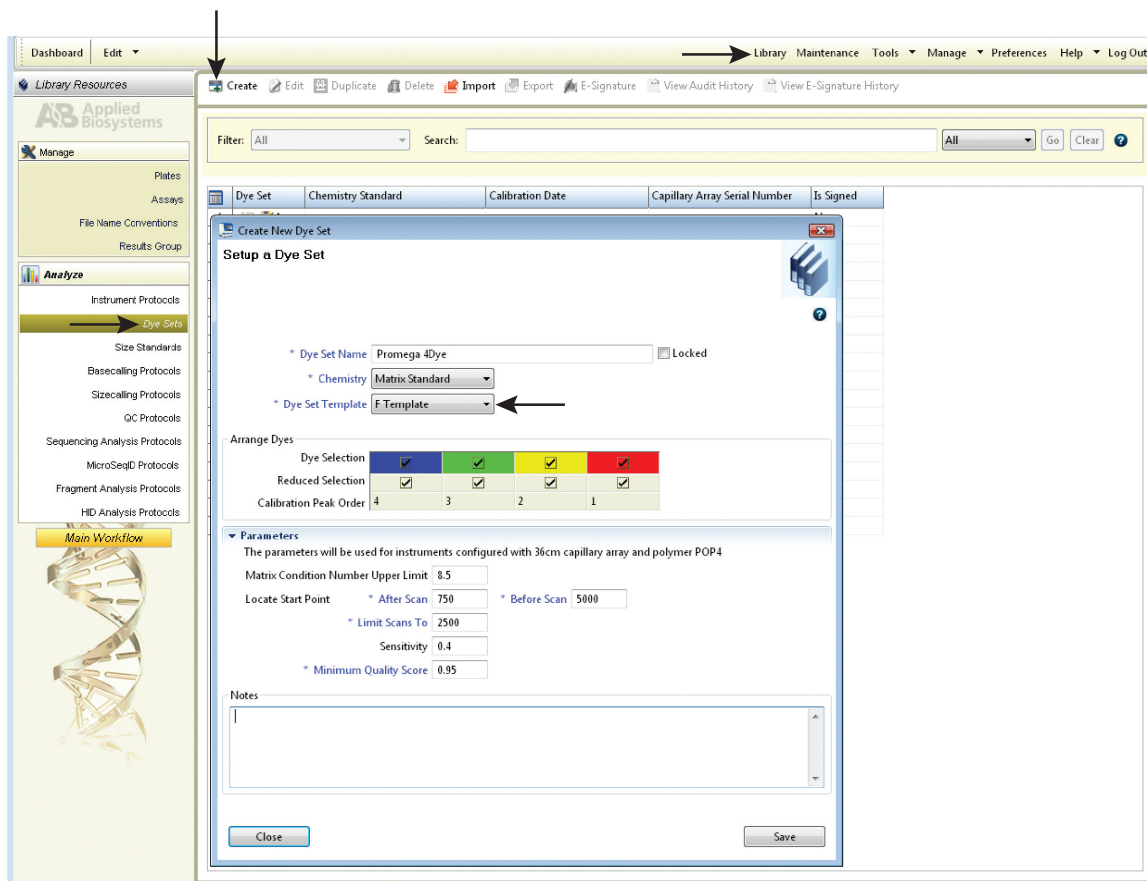 Dashboard Edit Library Maintenance Tools Manage Preferences Help Log Out
Library Resources
Applied
Biosystems
Manage
Plates
Assays
File Name Conventions
Results Group
Analyze
Instrument Protocols
Dye Sets
Size Standards
Basecalling Protocols
Sizecalling Protocols
QC Protocols
Sequencing Analysis Protocols
MicroSeqID Protocols
Fragment Analysis Protocols
HID Analysis Protocols
Main Workflow
Create Edit Duplicate Delete Import Export E-Signature View Audit History View E-Signature History
Filter: All Search: All Go Clear
Dye Set Chemistry Standard Calibration Date Capillary Array Serial Number Is Signed
Create New Dye Set
Setup a Dye Set
* Dye Set Name Promega 4Dye Locked
* Chemistry Matrix Standard
* Dye Set Template F Template
Arrange Dyes
Dye Selection
Reduced Selection
Calibration Peak Order 4 3 2 1
Parameters
The parameters will be used for instruments configured with 36cm capillary array and polymer POP4
Matrix Condition Number Upper Limit 8.5
Locate Start Point * After Scan 750 * Before Scan 5000
* Limit Scans To 2500
Sensitivity 0.4
* Minimum Quality Score 0.95
Notes
Close Save